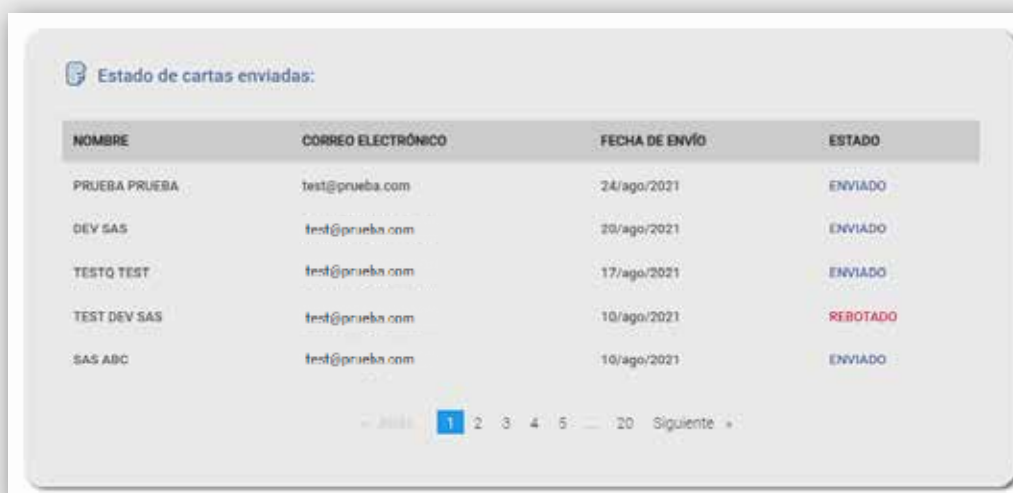 Estado de cartas enviadas:
NOMBRE CORREO ELECTRÓNICO FECHA DE ENVÍO ESTADO
PRUEBA PRUEBA test@prueba.com 24/ago/2021 ENVIADO
DEV SAS test@prueba.com 20/ago/2021 ENVIADO
TESTQ TEST test@prueba.com 17/ago/2021 ENVIADO
TEST DEV SAS test@prueba.com 10/ago/2021 REBOTADO
SAS ABC test@prueba.com 10/ago/2021 ENVIADO
« 1 2 3 4 5 ... 20 Siguiente »